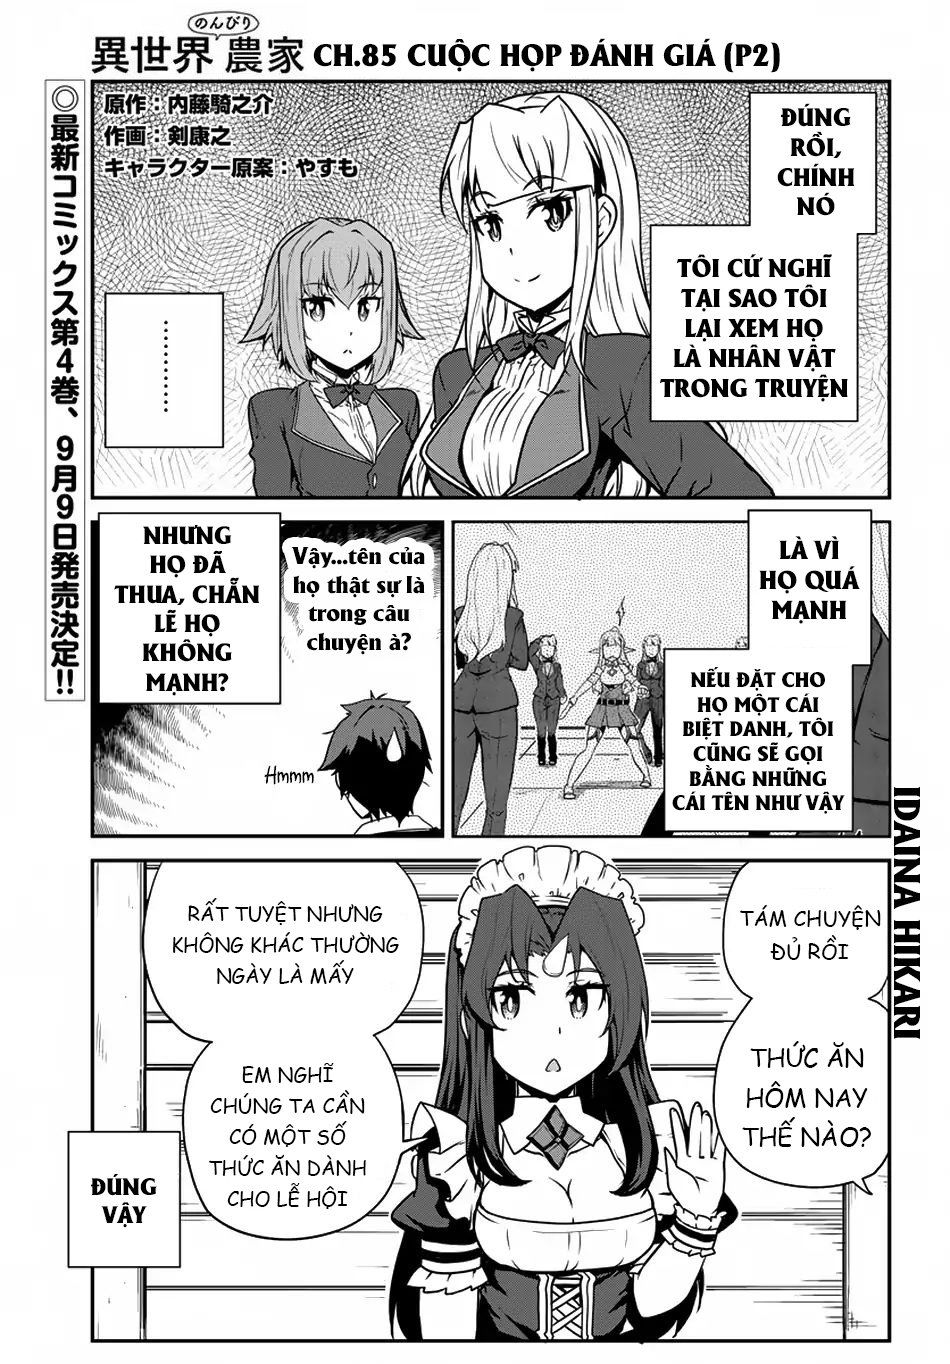 のんびり
異世界 農家 CH.85 CUỘC HỌP ĐÁNH GIÁ (P2)
原作：内藤騎之介
作画：剣康之
キャラクター原案：やすも
◎最新コミックス第4巻、9月9日発売決定!!
ĐÚNG
RỒI,
CHÍNH
NÓ
TÔI CỨ NGHĨ
TẠI SAO TÔI
LẠI XEM HỌ
LÀ NHÂN VẬT
TRONG TRUYỆN
………
LÀ VÌ
HỌ QUÁ
MẠNH
NẾU ĐẶT CHO
HỌ MỘT CÁI
BIỆT DANH, TÔI
CŨNG SẼ GỌI
BẰNG NHỮNG
CÁI TÊN NHƯ VẬY
Vậy...tên của
họ thật sự là
trong câu
chuyện à?
NHƯNG
HỌ ĐÃ
THUA, CHẴN
LẼ HỌ
KHÔNG
MẠNH?
Hmmm
IDAINA HIKARI
TÁM CHUYỆN
ĐỦ RỒI
THỨC ĂN
HÔM NAY
THẾ NÀO?
RẤT TUYỆT NHƯNG
KHÔNG KHÁC THƯỜNG
NGÀY LÀ MẤY
EM NGHĨ
CHÚNG TA CẦN
CÓ MỘT SỐ
THỨC ĂN DÀNH
CHO LỄ HỘI
ĐÚNG
VẬY